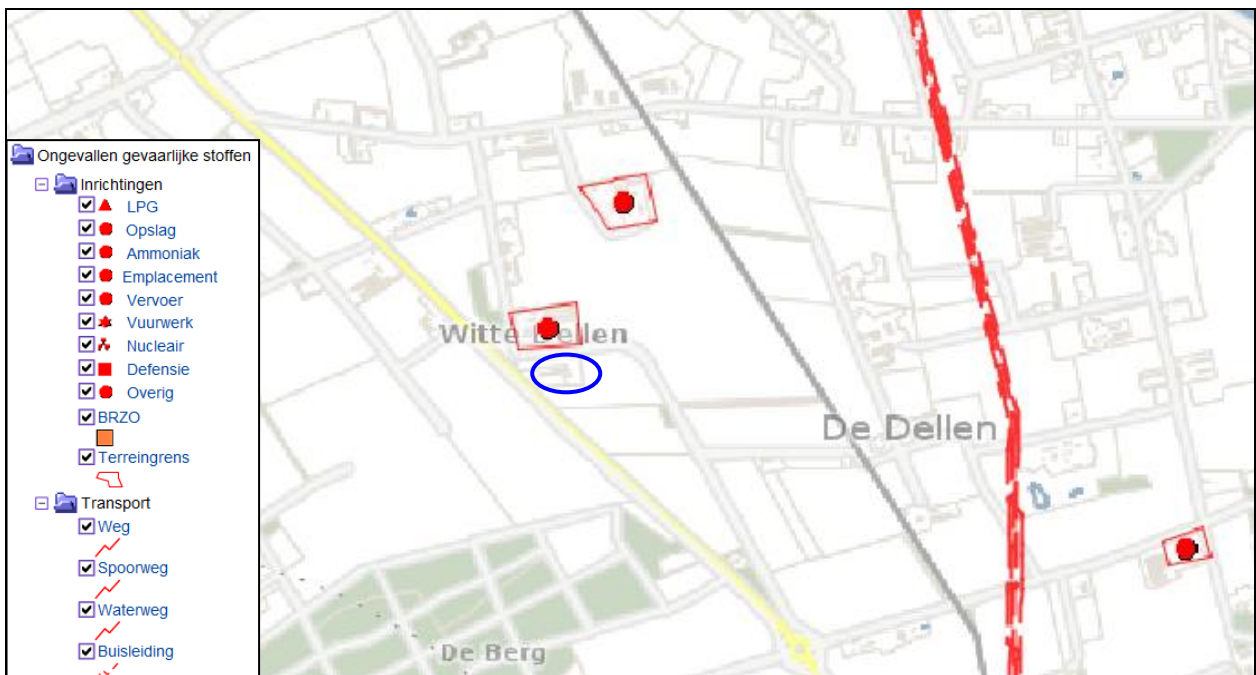 Ongevallen gevaarlijke stoffen
Inrichtingen
LPG
Opslag
Ammoniak
Emplacement
Vervoer
Vuurwerk
Nucleair
Defensie
Overig
BRZO
Terreingrens
Transport
Weg
Spoorweg
Waterweg
Buisleiding
Witte Dellen
De Dellen
De Berg